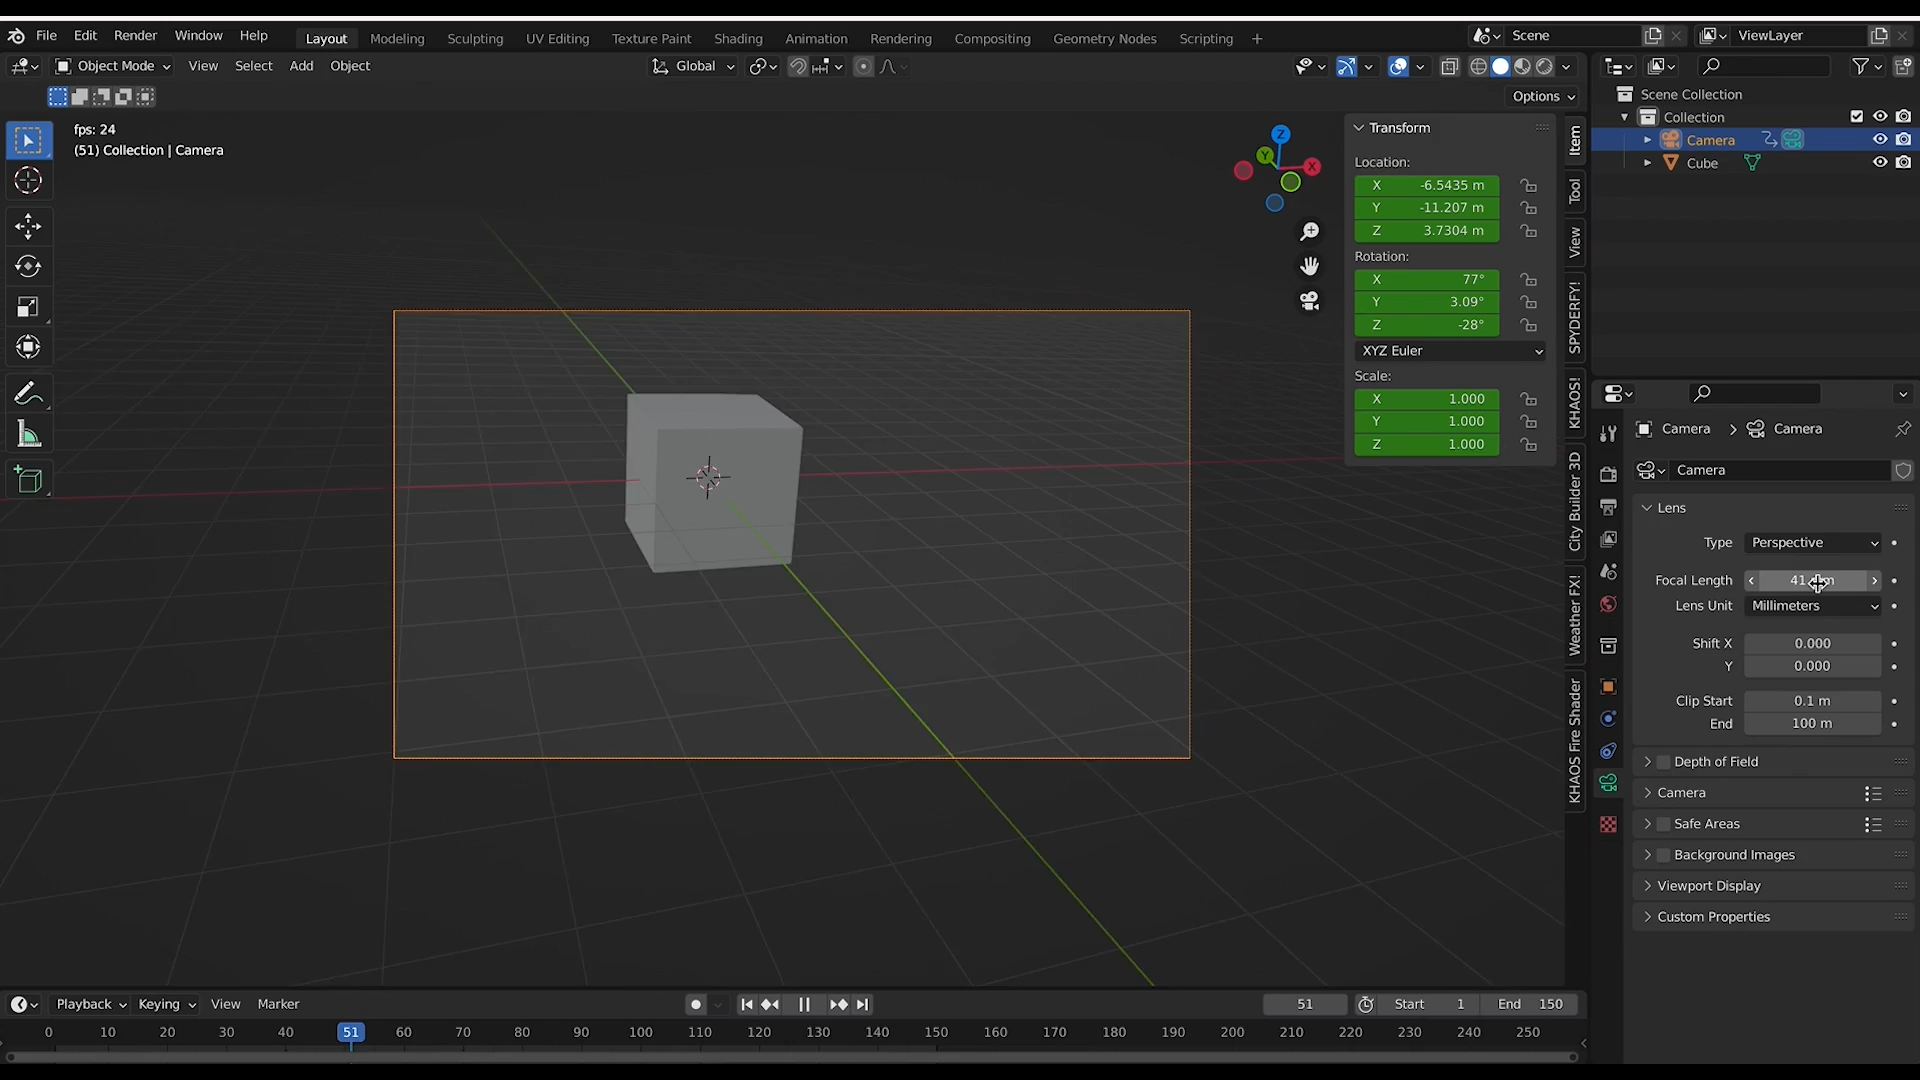 File Edit Render Window Help Layout Modeling Sculpting UV Editing Texture Paint Shading Animation Rendering Compositing Geometry Nodes Scripting + Scene ViewLayer
Object Mode View Select Add Object Global
Options
fps: 24
(51) Collection | Camera
Z
Y
X
Transform
Location:
X -6.5435 m
Y -11.207 m
Z 3.7304 m
Rotation:
X 77°
Y 3.09°
Z -28°
XYZ Euler
Scale:
X 1.000
Y 1.000
Z 1.000
Item
Tool
View
SPYDERFY!
KHAOS!
City Builder 3D
Weather FX!
KHAOS Fire Shader
Scene Collection
Collection
Camera
Cube
Camera > Camera
Camera
Lens
Type Perspective
Focal Length 41
Lens Unit Millimeters
Shift X 0.000
Y 0.000
Clip Start 0.1 m
End 100 m
Depth of Field
Camera
Safe Areas
Background Images
Viewport Display
Custom Properties
Playback Keying View Marker 51 Start 1 End 150
0 10 20 30 40 51 60 70 80 90 100 110 120 130 140 150 160 170 180 190 200 210 220 230 240 250